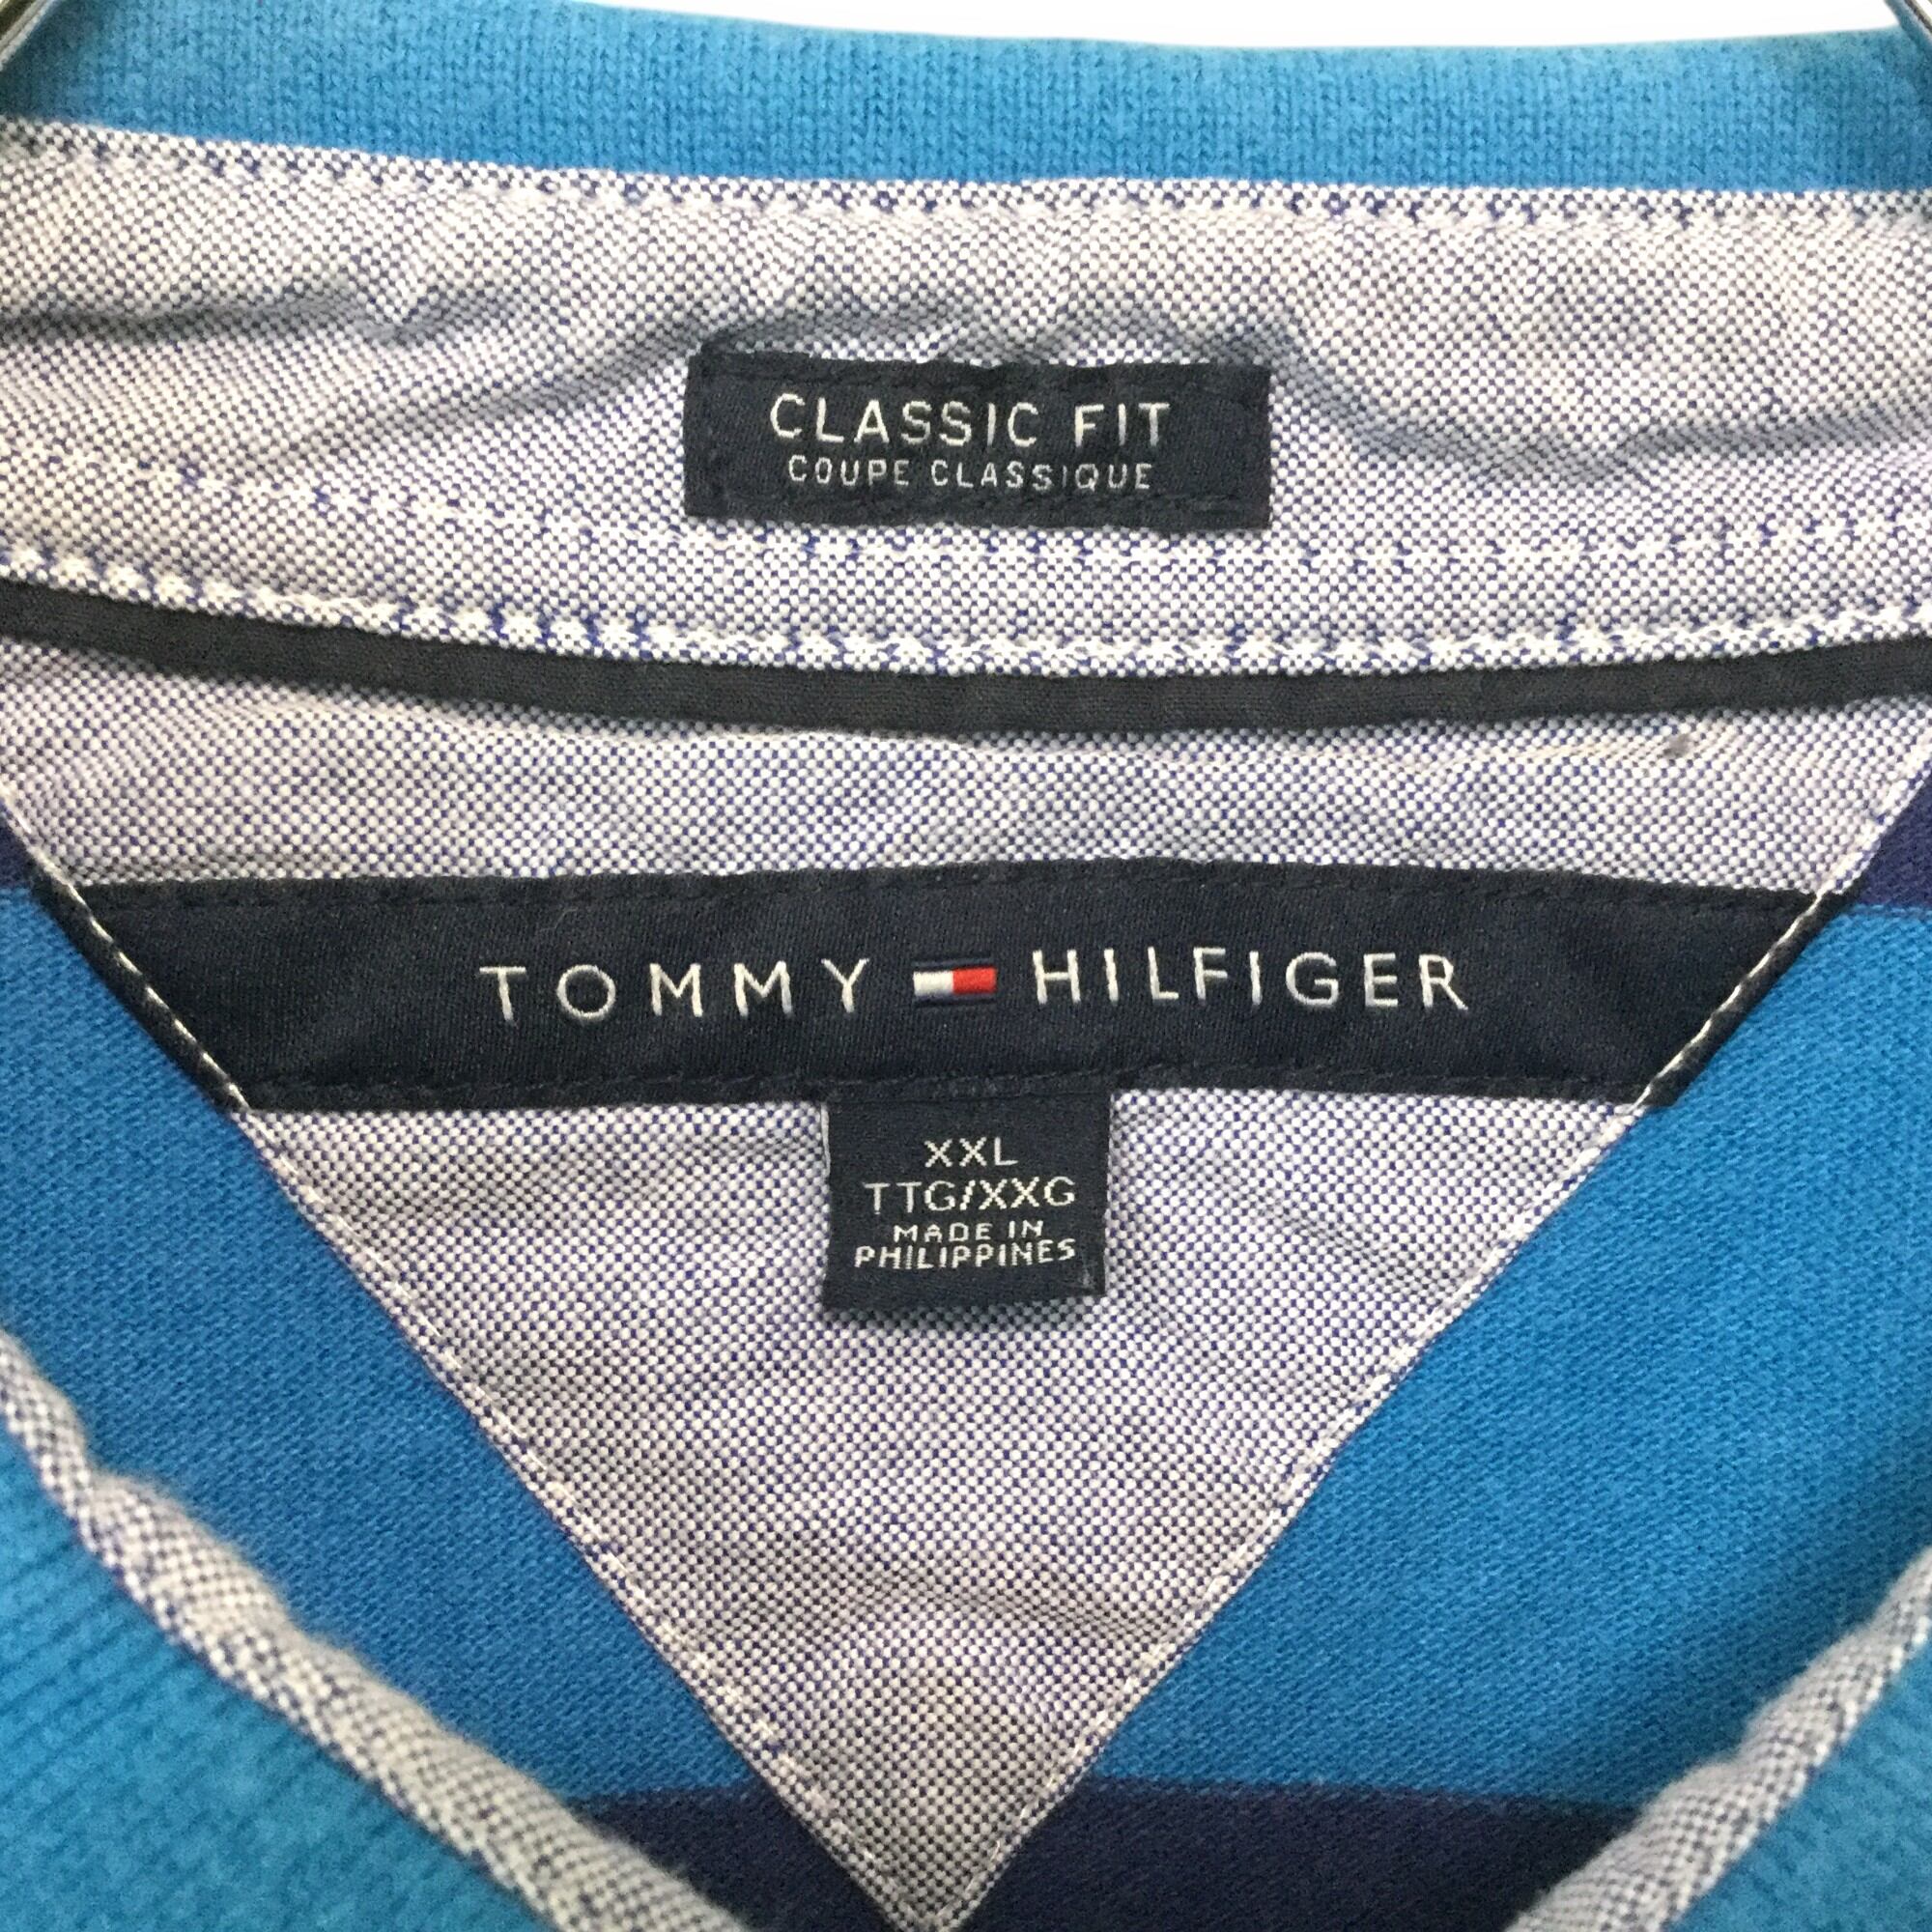 CLASSIC FIT
COUPE CLASSIQUE
TOMMY HILFIGER
XXL
TTG/XXG
MADE IN
PHILIPPINES